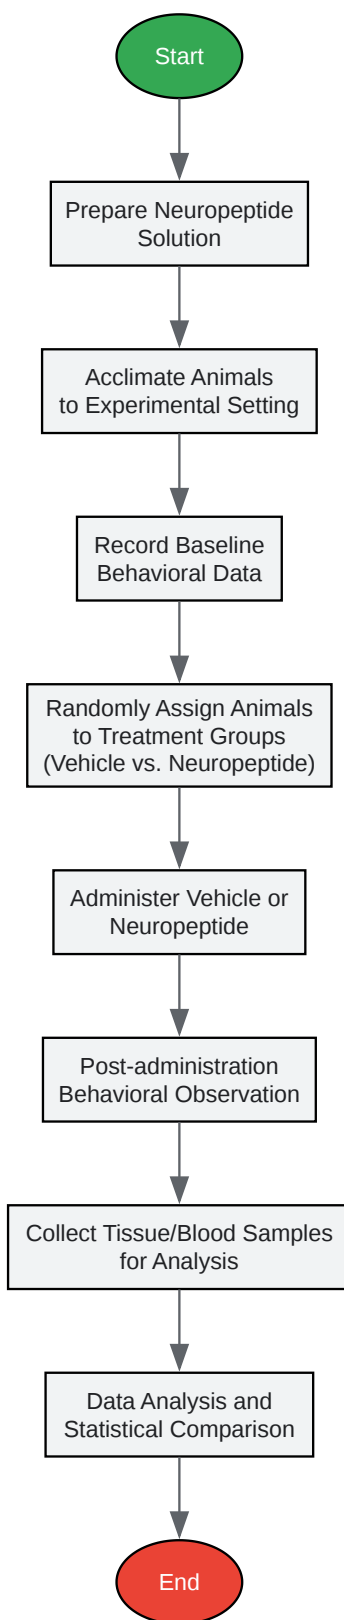 Start
Prepare Neuropeptide
Solution
Acclimate Animals
to Experimental Setting
Record Baseline
Behavioral Data
Randomly Assign Animals
to Treatment Groups
(Vehicle vs. Neuropeptide)
Administer Vehicle or
Neuropeptide
Post-administration
Behavioral Observation
Collect Tissue/Blood Samples
for Analysis
Data Analysis and
Statistical Comparison
End